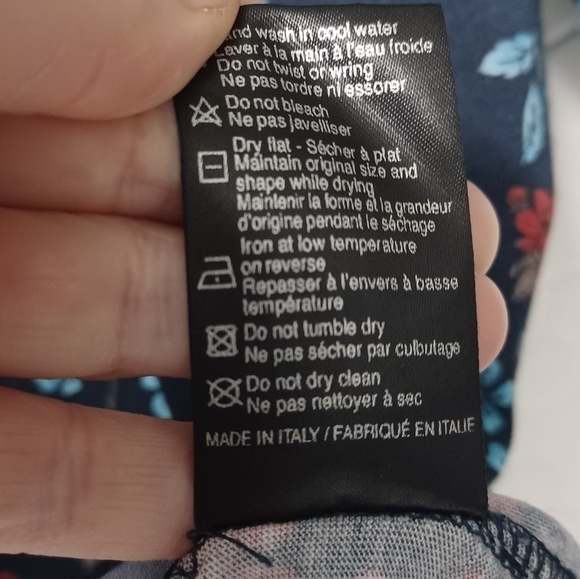 and wash in cool water
Laver à la main à l'eau froide
Do not twist or wring
Ne pas tordre ni essorer
Do not bleach
Ne pas javelliser
Dry flat - Sécher à plat
Maintain original size and
shape while drying
Maintenir la forme et la grandeur
d'origine pendant le séchage
Iron at low temperature
on reverse
Repasser à l'envers à basse
température
Do not tumble dry
Ne pas sécher par culbutage
Do not dry clean
Ne pas nettoyer à sec
MADE IN ITALY / FABRIQUÉ EN ITALIE